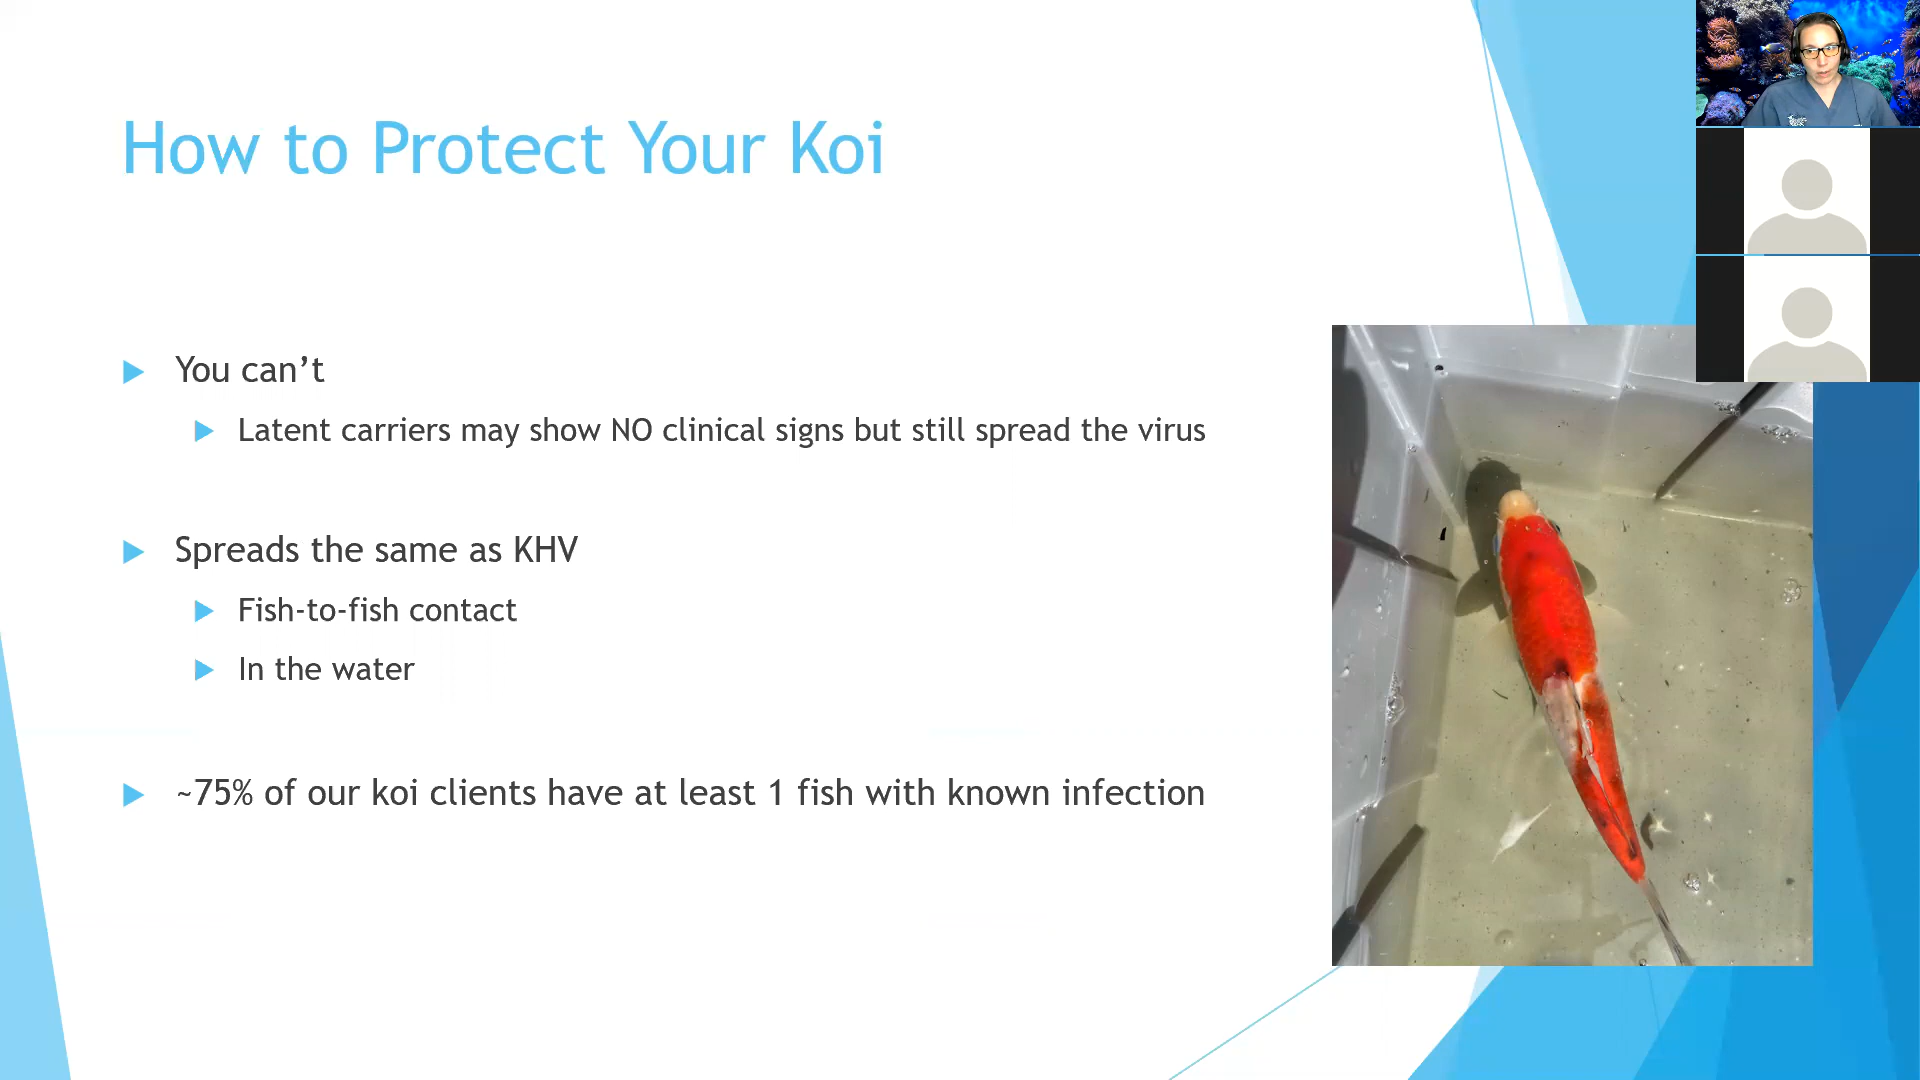 How to Protect Your Koi
You can’t
Latent carriers may show NO clinical signs but still spread the virus
Spreads the same as KHV
Fish-to-fish contact
In the water
~75% of our koi clients have at least 1 fish with known infection